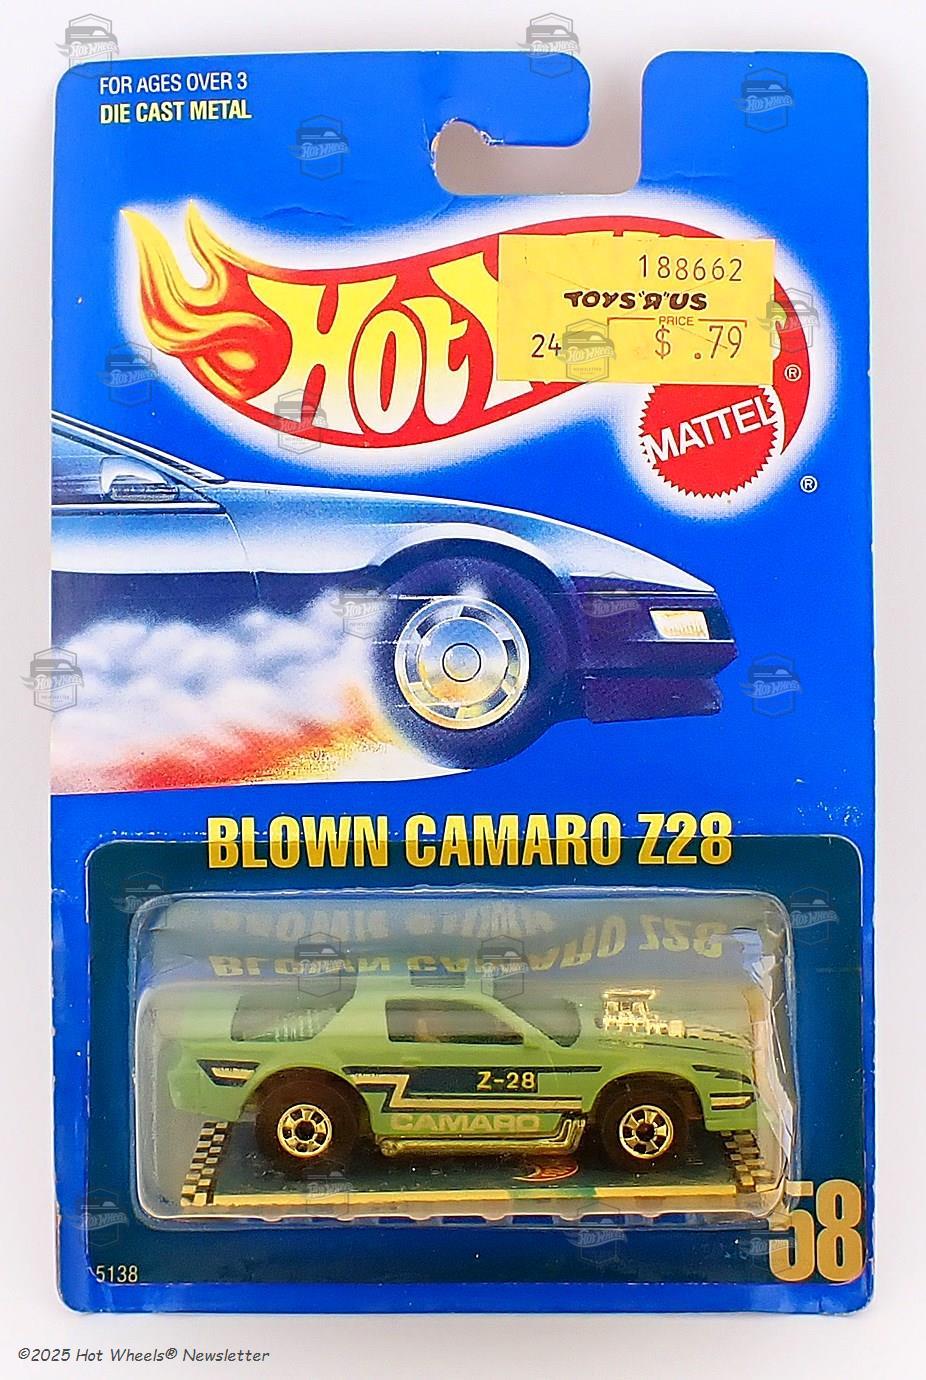 FOR AGES OVER 3
DIE CAST METAL
HOT
188662
TOYS "R" US
PRICE
24
$ .79
®
MATTEL
®
BLOWN CAMARO Z28
Z-28
CAMARO
58
5138
©2025 Hot Wheels® Newsletter